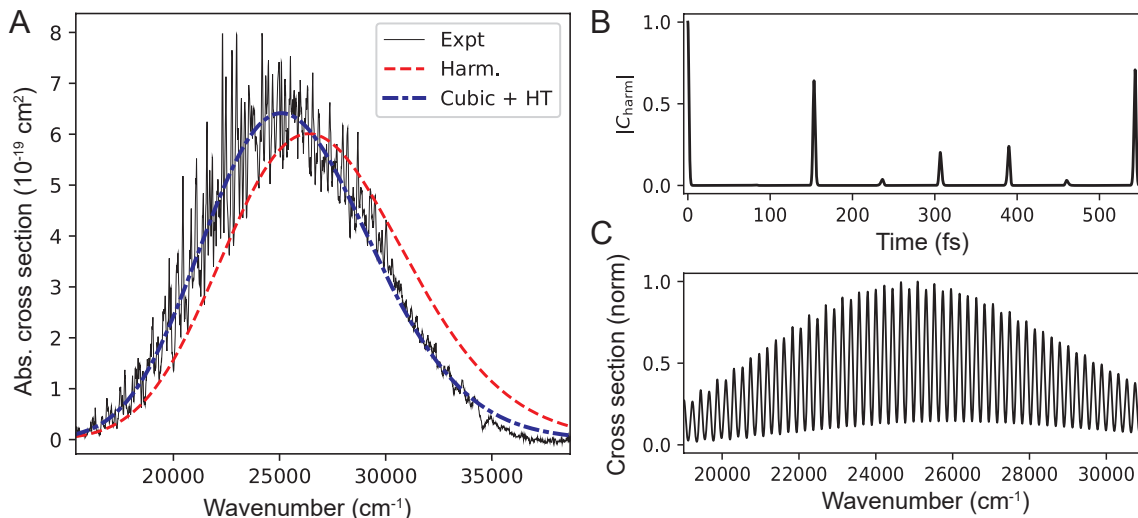 A
8
7
6
5
4
3
2
1
0
Abs. cross section (10⁻¹⁹ cm²)
Expt
Harm.
Cubic + HT
20000 25000 30000 35000
Wavenumber (cm⁻¹)
B
1.0
0.5
0.0
|C_harm|
0 100 200 300 400 500
Time (fs)
C
1.0
0.5
0.0
Cross section (norm)
20000 22000 24000 26000 28000 30000
Wavenumber (cm⁻¹)